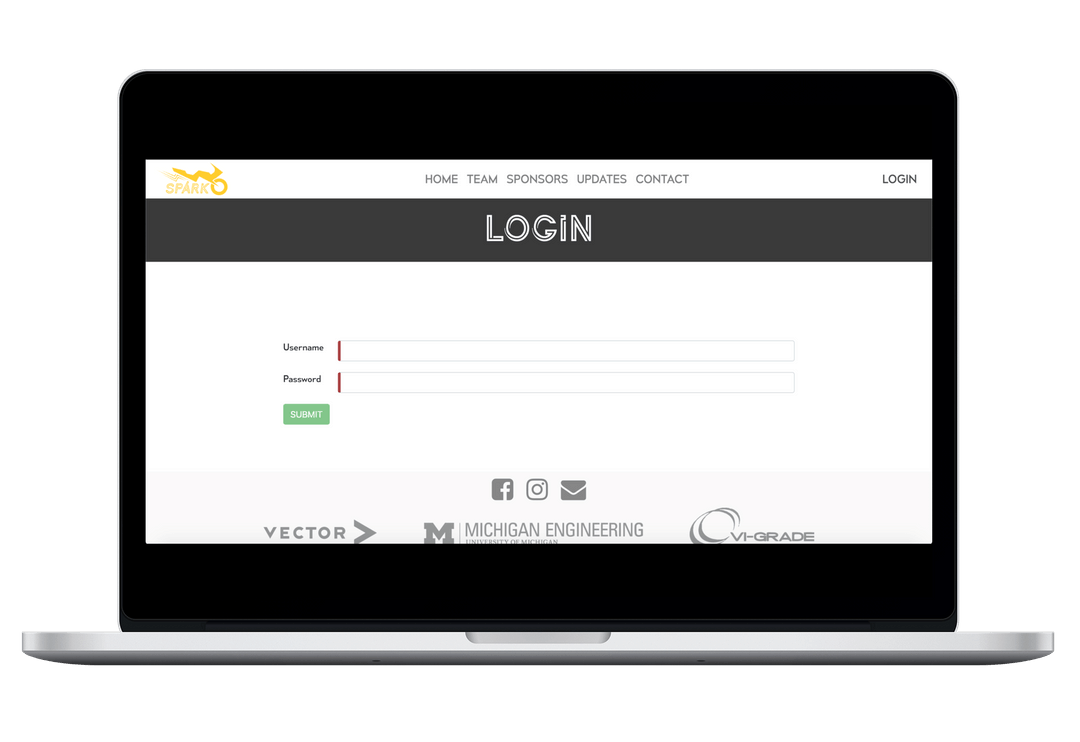 SPARK
HOME TEAM SPONSORS UPDATES CONTACT
LOGIN
LOGIN
Username
Password
SUBMIT
VECTOR
M MICHIGAN ENGINEERING
UNIVERSITY OF MICHIGAN
VI-GRADE